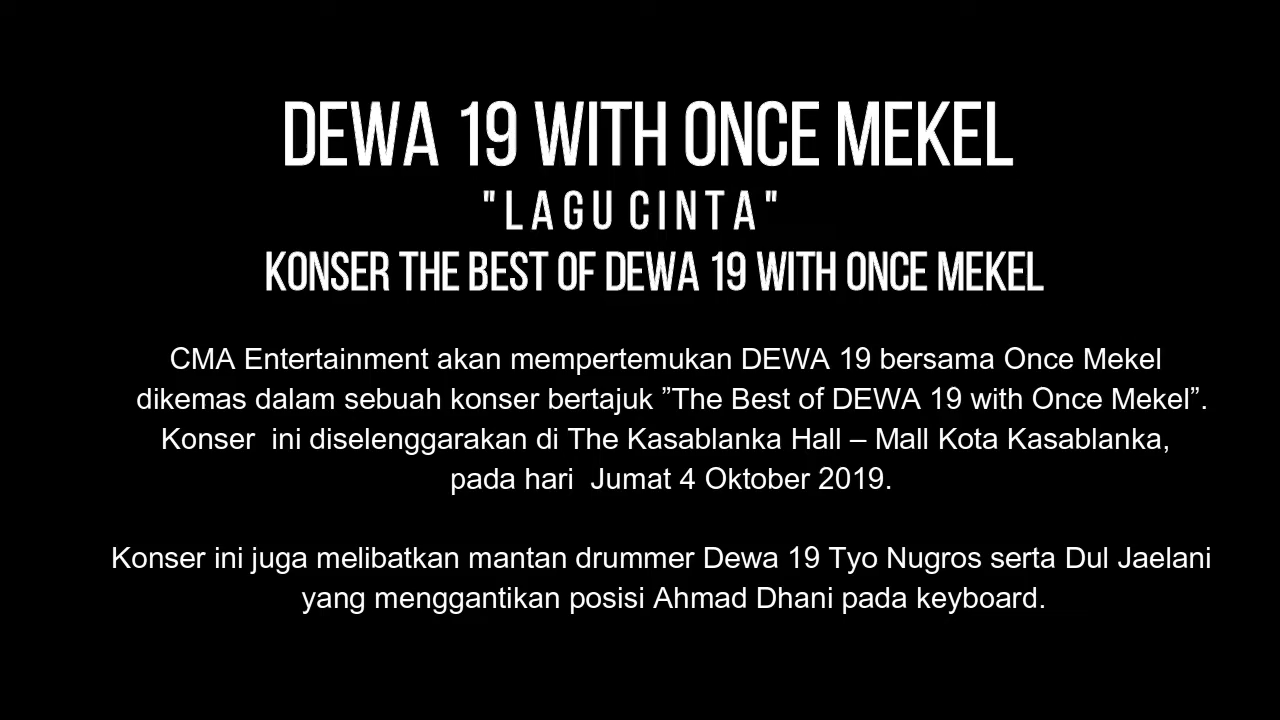 DEWA 19 WITH ONCE MEKEL
"LAGU CINTA"
KONSER THE BEST OF DEWA 19 WITH ONCE MEKEL
CMA Entertainment akan mempertemukan DEWA 19 bersama Once Mekel
dikemas dalam sebuah konser bertajuk ”The Best of DEWA 19 with Once Mekel”.
Konser  ini diselenggarakan di The Kasablanka Hall – Mall Kota Kasablanka,
pada hari  Jumat 4 Oktober 2019.
Konser ini juga melibatkan mantan drummer Dewa 19 Tyo Nugros serta Dul Jaelani
yang menggantikan posisi Ahmad Dhani pada keyboard.